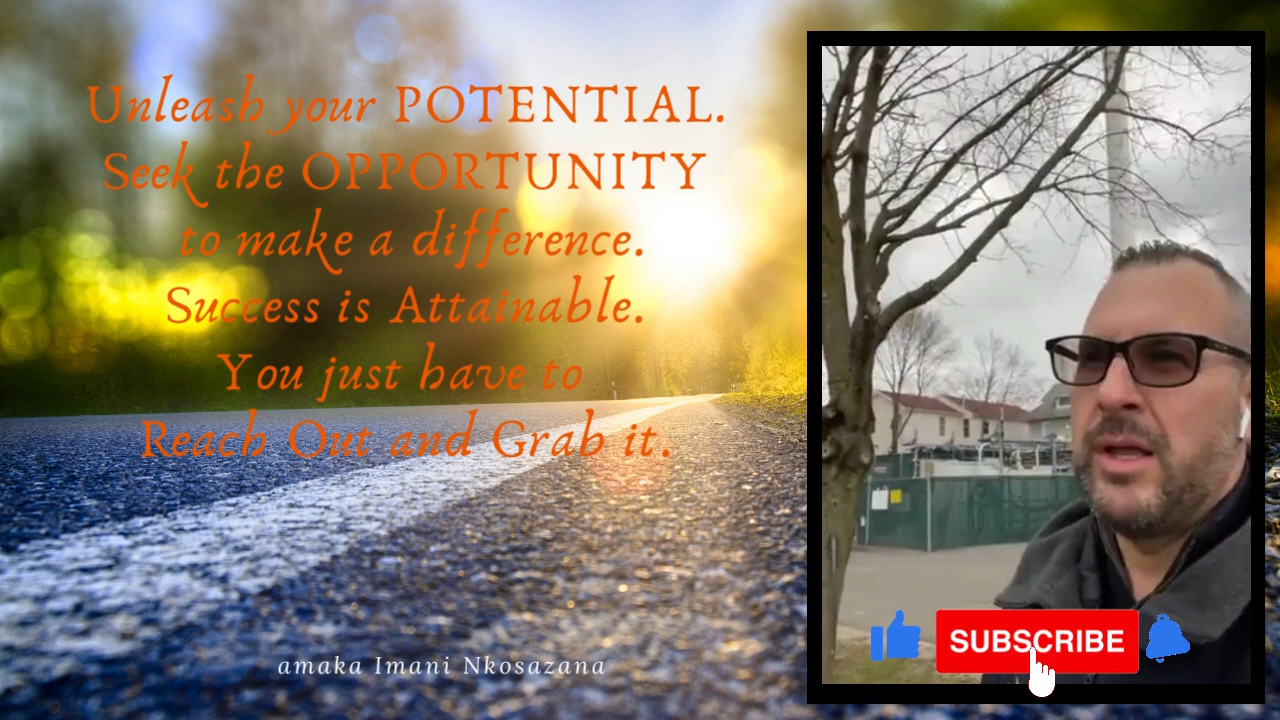 Unleash your POTENTIAL.
Seek the OPPORTUNITY
to make a difference.
Success is Attainable.
You just have to
Reach Out and Grab it.
amaka Imani Nkosazana
SUBSCRIBE